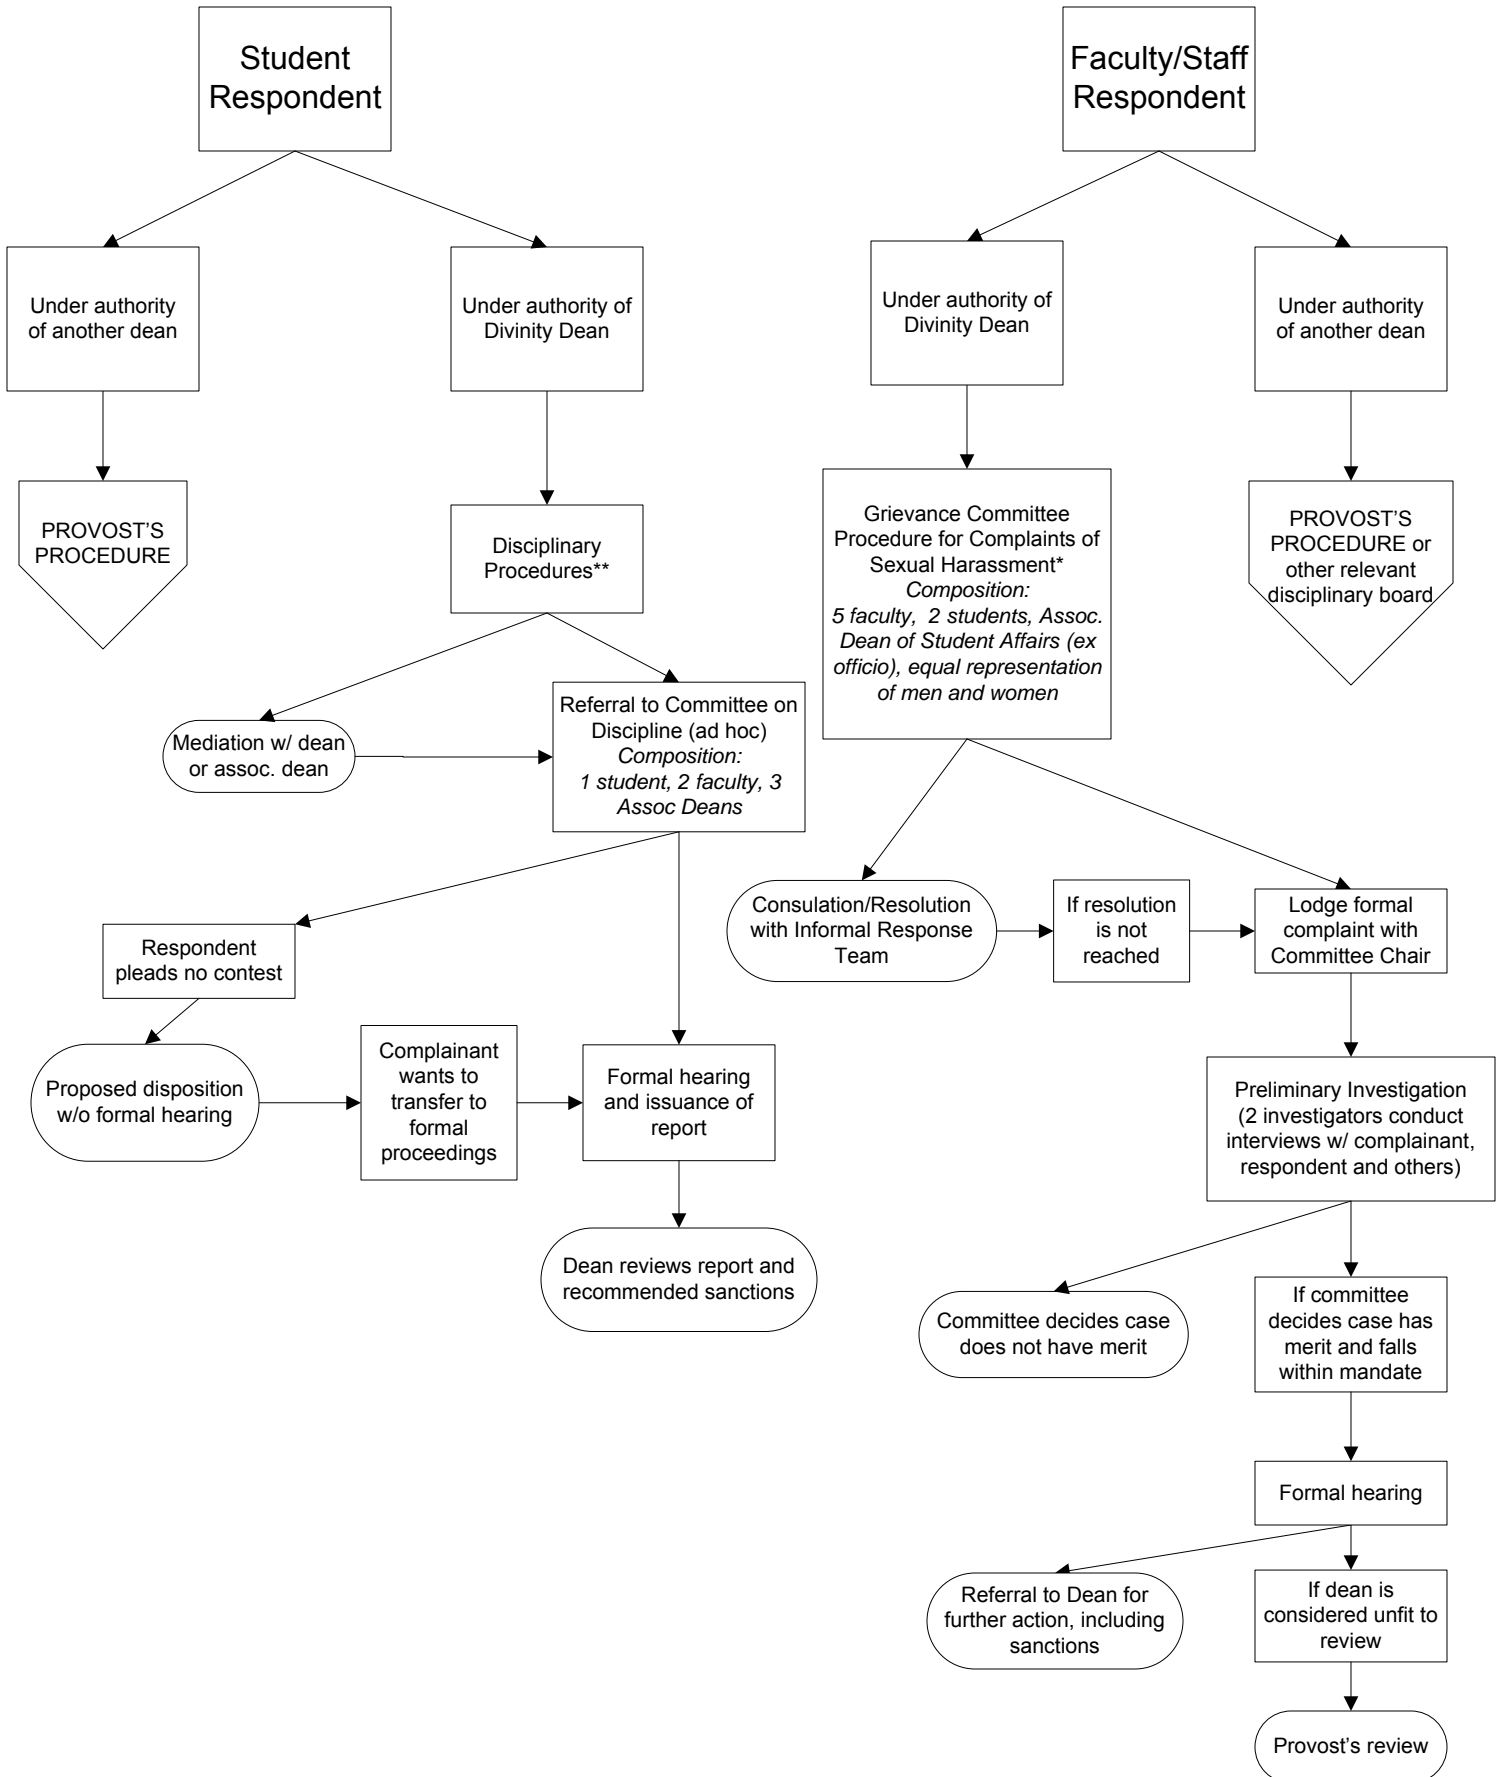 Student
Respondent
Faculty/Staff
Respondent
Under authority
of another dean
Under authority of
Divinity Dean
Under authority of
Divinity Dean
Under authority
of another dean
PROVOST'S
PROCEDURE
Disciplinary
Procedures**
Grievance Committee
Procedure for Complaints of
Sexual Harassment*
Composition:
5 faculty, 2 students, Assoc.
Dean of Student Affairs (ex
officio), equal representation
of men and women
PROVOST'S
PROCEDURE or
other relevant
disciplinary board
Mediation w/ dean
or assoc. dean
Referral to Committee on
Discipline (ad hoc)
Composition:
1 student, 2 faculty, 3
Assoc Deans
Respondent
pleads no contest
Consulation/Resolution
with Informal Response
Team
If resolution
is not
reached
Lodge formal
complaint with
Committee Chair
Proposed disposition
w/o formal hearing
Complainant
wants to
transfer to
formal
proceedings
Formal hearing
and issuance of
report
Preliminary Investigation
(2 investigators conduct
interviews w/ complainant,
respondent and others)
Dean reviews report and
recommended sanctions
Committee decides case
does not have merit
If committee
decides case has
merit and falls
within mandate
Formal hearing
Referral to Dean for
further action, including
sanctions
If dean is
considered unfit to
review
Provost's review